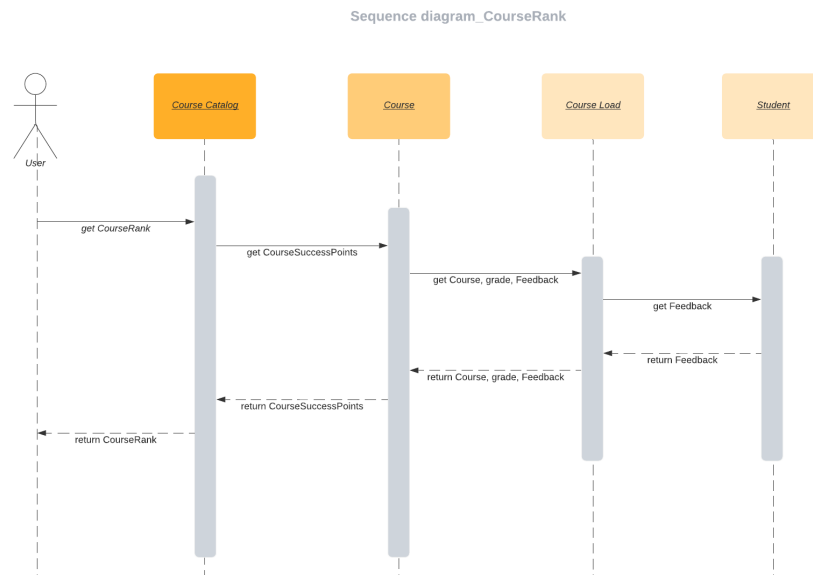 Sequence diagram_CourseRank
Course Catalog
Course
Course Load
Student
User
get CourseRank
get CourseSuccessPoints
get Course, grade, Feedback
get Feedback
return Feedback
return Course, grade, Feedback
return CourseSuccessPoints
return CourseRank